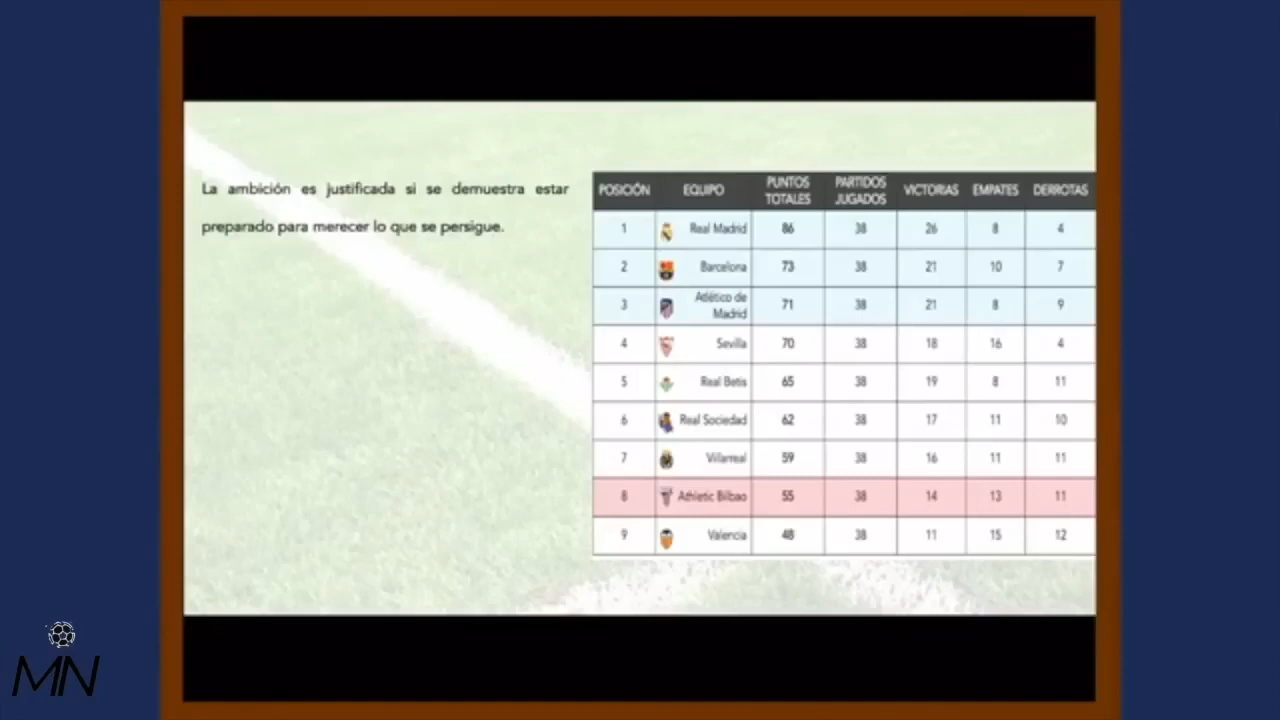 La ambición es justificada si se demuestra estar
preparado para merecer lo que se persigue.
POSICIÓN EQUIPO PUNTOS TOTALES PARTIDOS JUGADOS VICTORIAS EMPATES DERROTAS
1 Real Madrid 86 38 26 8 4
2 Barcelona 73 38 21 10 7
3 Atlético de Madrid 71 38 21 8 9
4 Sevilla 70 38 18 16 4
5 Real Betis 65 38 19 8 11
6 Real Sociedad 62 38 17 11 10
7 Villarreal 59 38 16 11 11
8 Athletic Bilbao 55 38 14 13 11
9 Valencia 48 38 11 15 12
MN